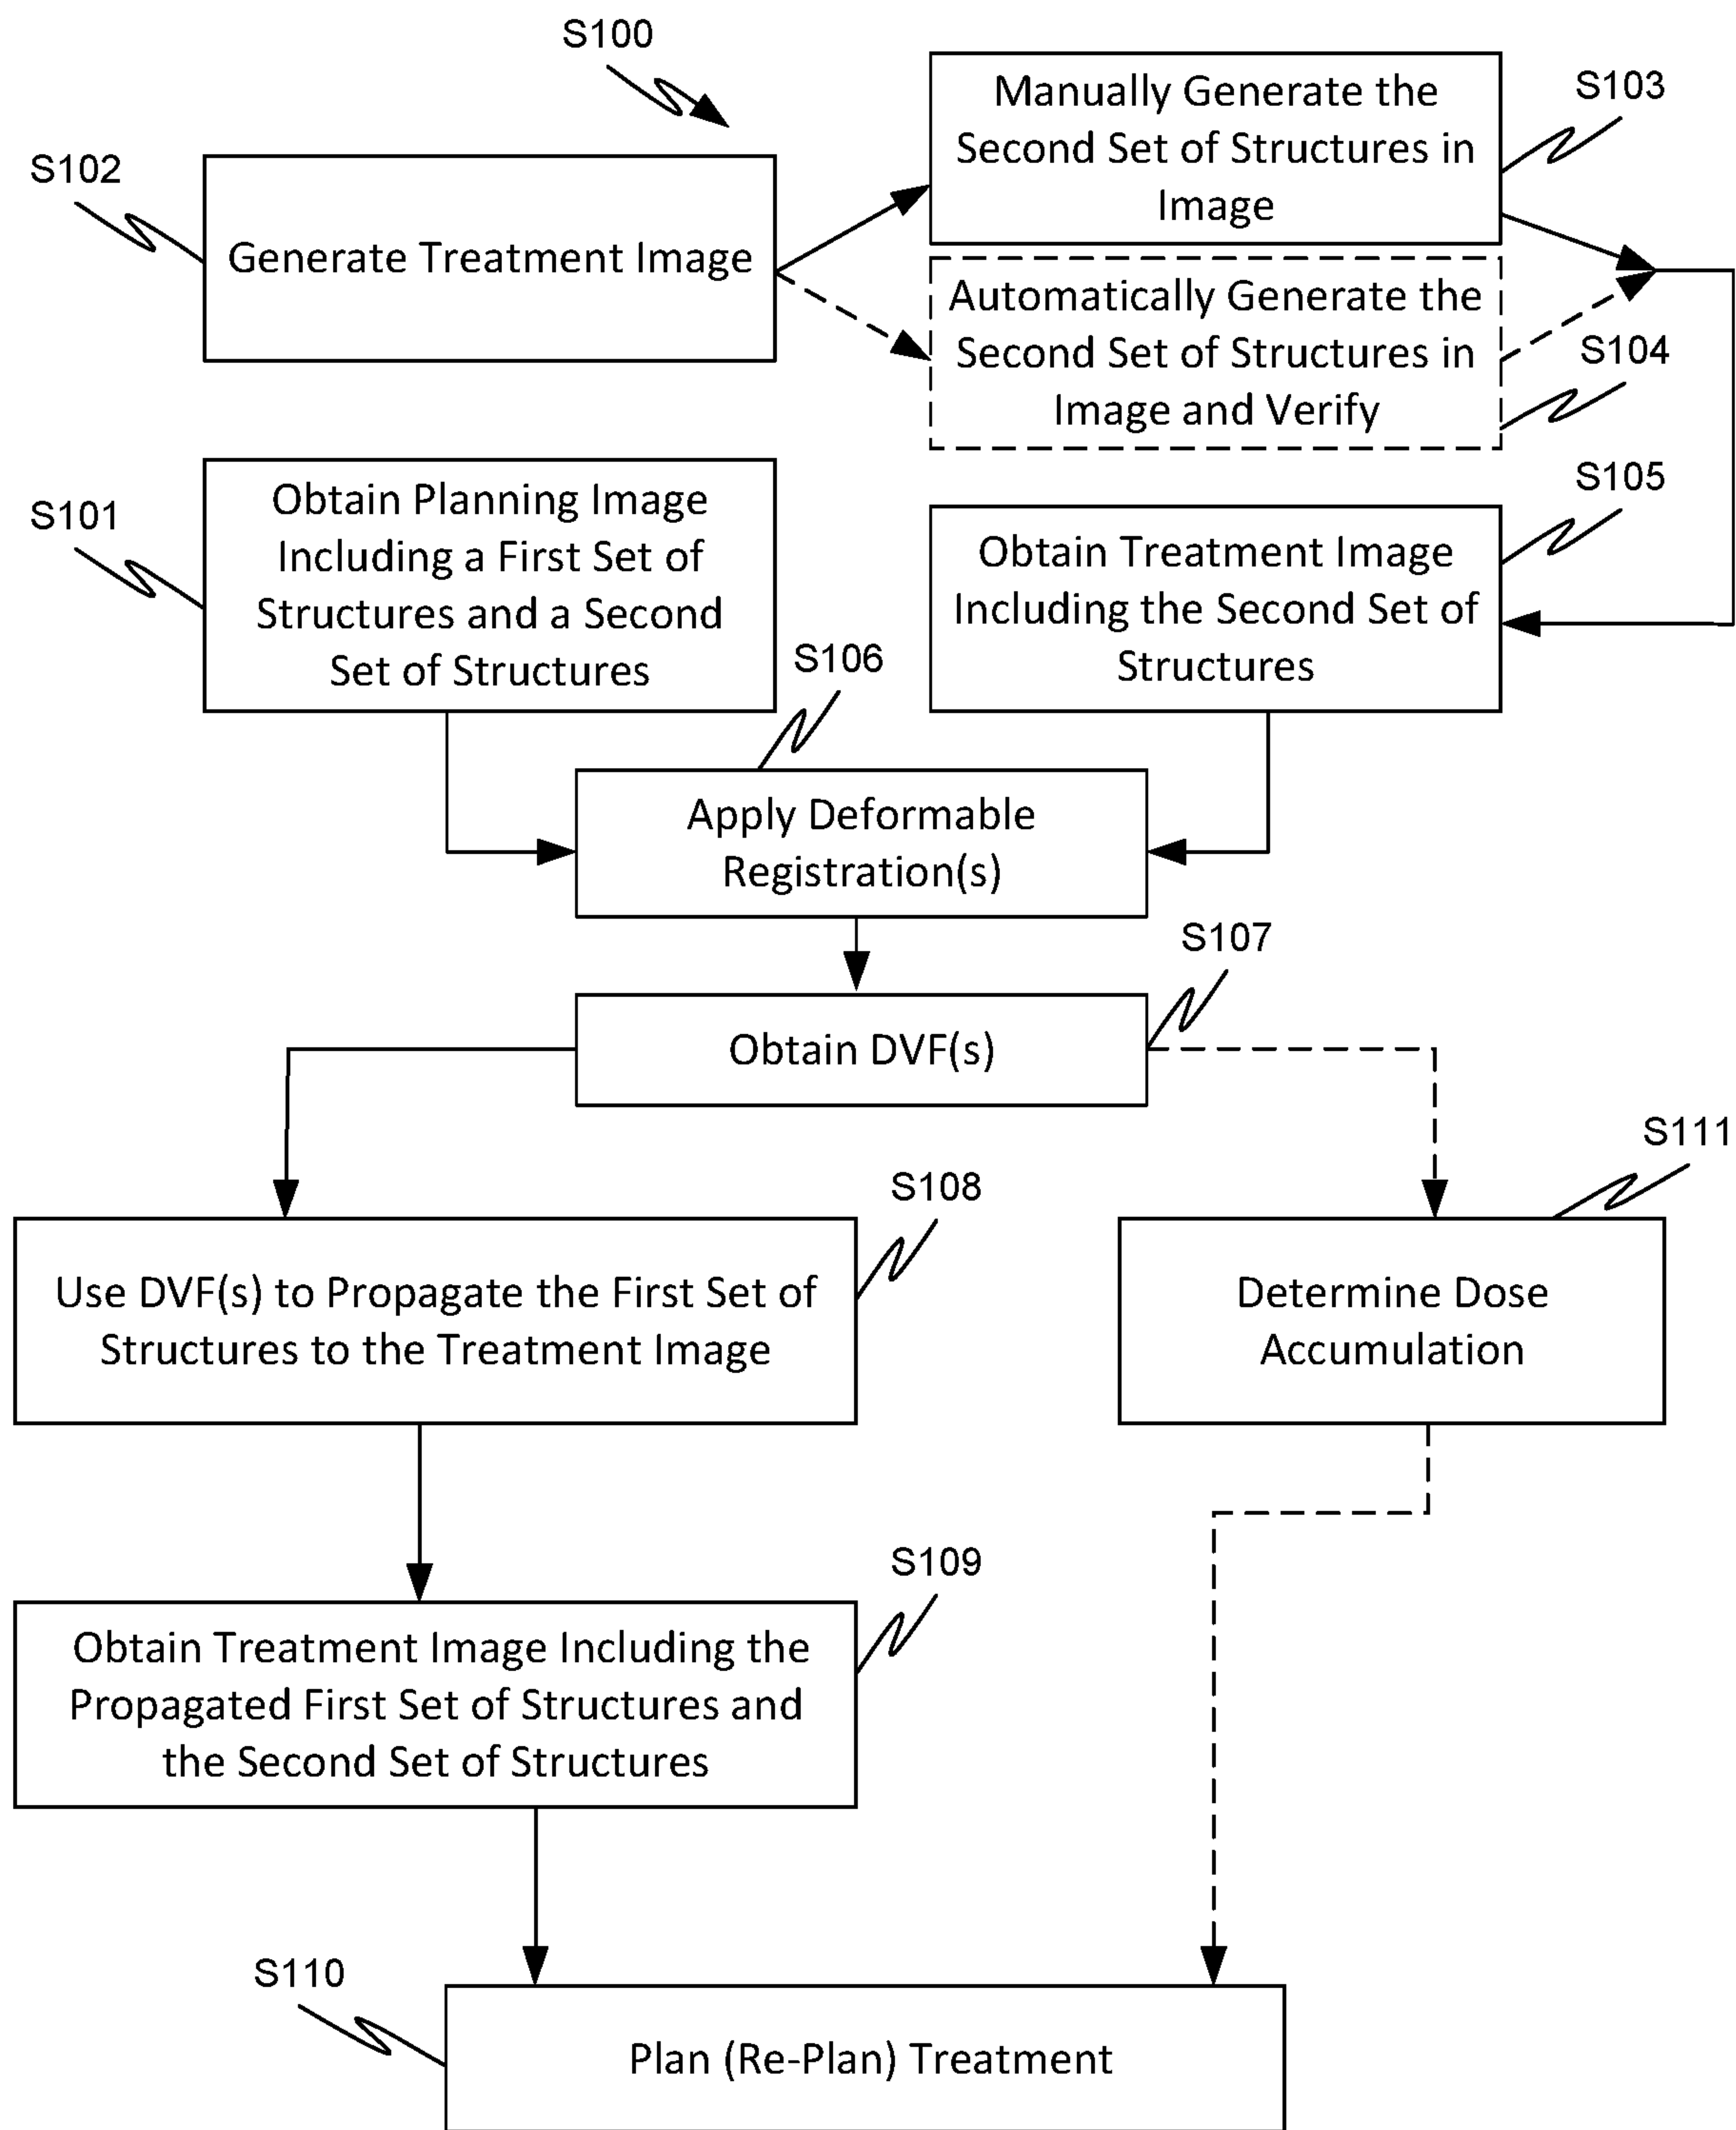 S100
S102
Generate Treatment Image
Manually Generate the
Second Set of Structures in
Image
S103
Automatically Generate the
Second Set of Structures in
Image and Verify
S104
S101
Obtain Planning Image
Including a First Set of
Structures and a Second
Set of Structures
S105
Obtain Treatment Image
Including the Second Set of
Structures
S106
Apply Deformable
Registration(s)
S107
Obtain DVF(s)
S108
Use DVF(s) to Propagate the First Set of
Structures to the Treatment Image
S111
Determine Dose
Accumulation
S109
Obtain Treatment Image Including the
Propagated First Set of Structures and
the Second Set of Structures
S110
Plan (Re-Plan) Treatment